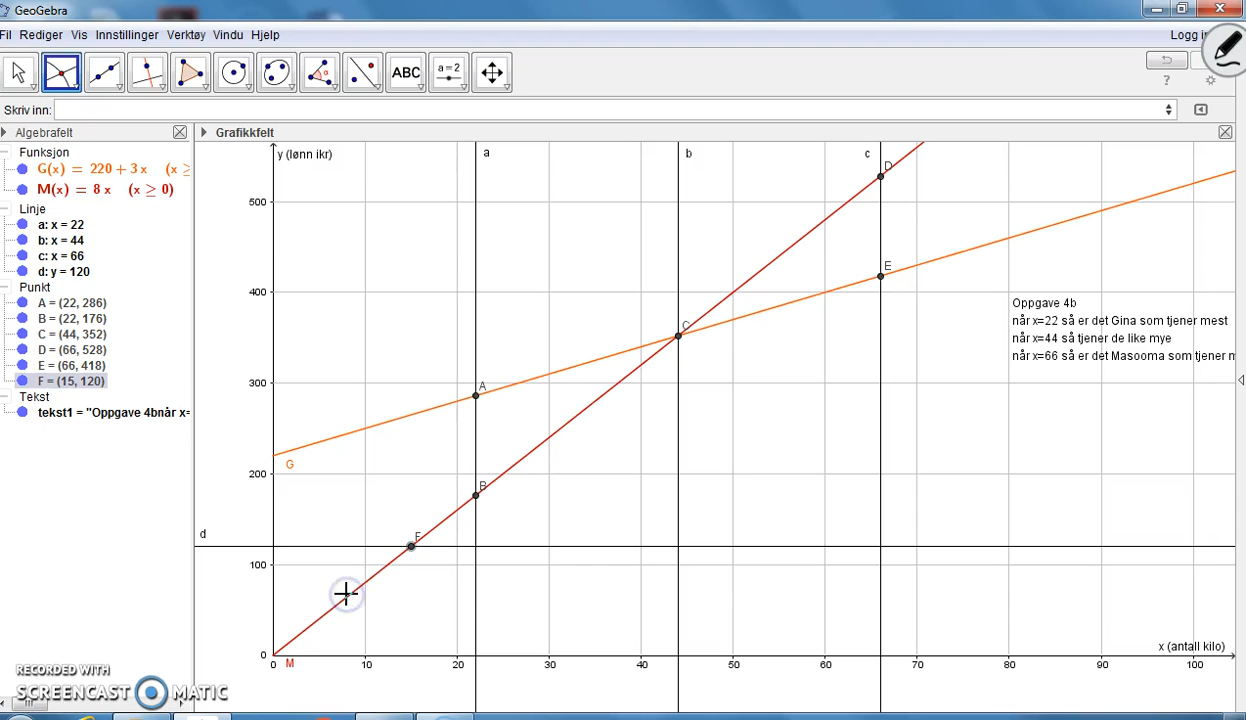 GeoGebra
Fil Rediger Vis Innstillinger Verktøy Vindu Hjelp
Logg
ABC
a=2
?
Skriv inn:
Algebrafelt
Grafikkfelt
Funksjon
G(x) = 220 + 3 x (x ≥
M(x) = 8 x (x ≥ 0)
Linje
a: x = 22
b: x = 44
c: x = 66
d: y = 120
Punkt
A = (22, 286)
B = (22, 176)
C = (44, 352)
D = (66, 528)
E = (66, 418)
F = (15, 120)
Tekst
tekst1 = "Oppgave 4bnår x=
y (lønn ikr)
a
b
c
D
500
E
400
Oppgave 4b
når x=22 så er det Gina som tjener mest
når x=44 så tjener de like mye
når x=66 så er det Masooma som tjener m
C
300
A
G
200
B
d
F
100
x (antall kilo)
0
0 10 20 30 40 50 60 70 80 90 100
M
RECORDED WITH
SCREENCAST MATIC